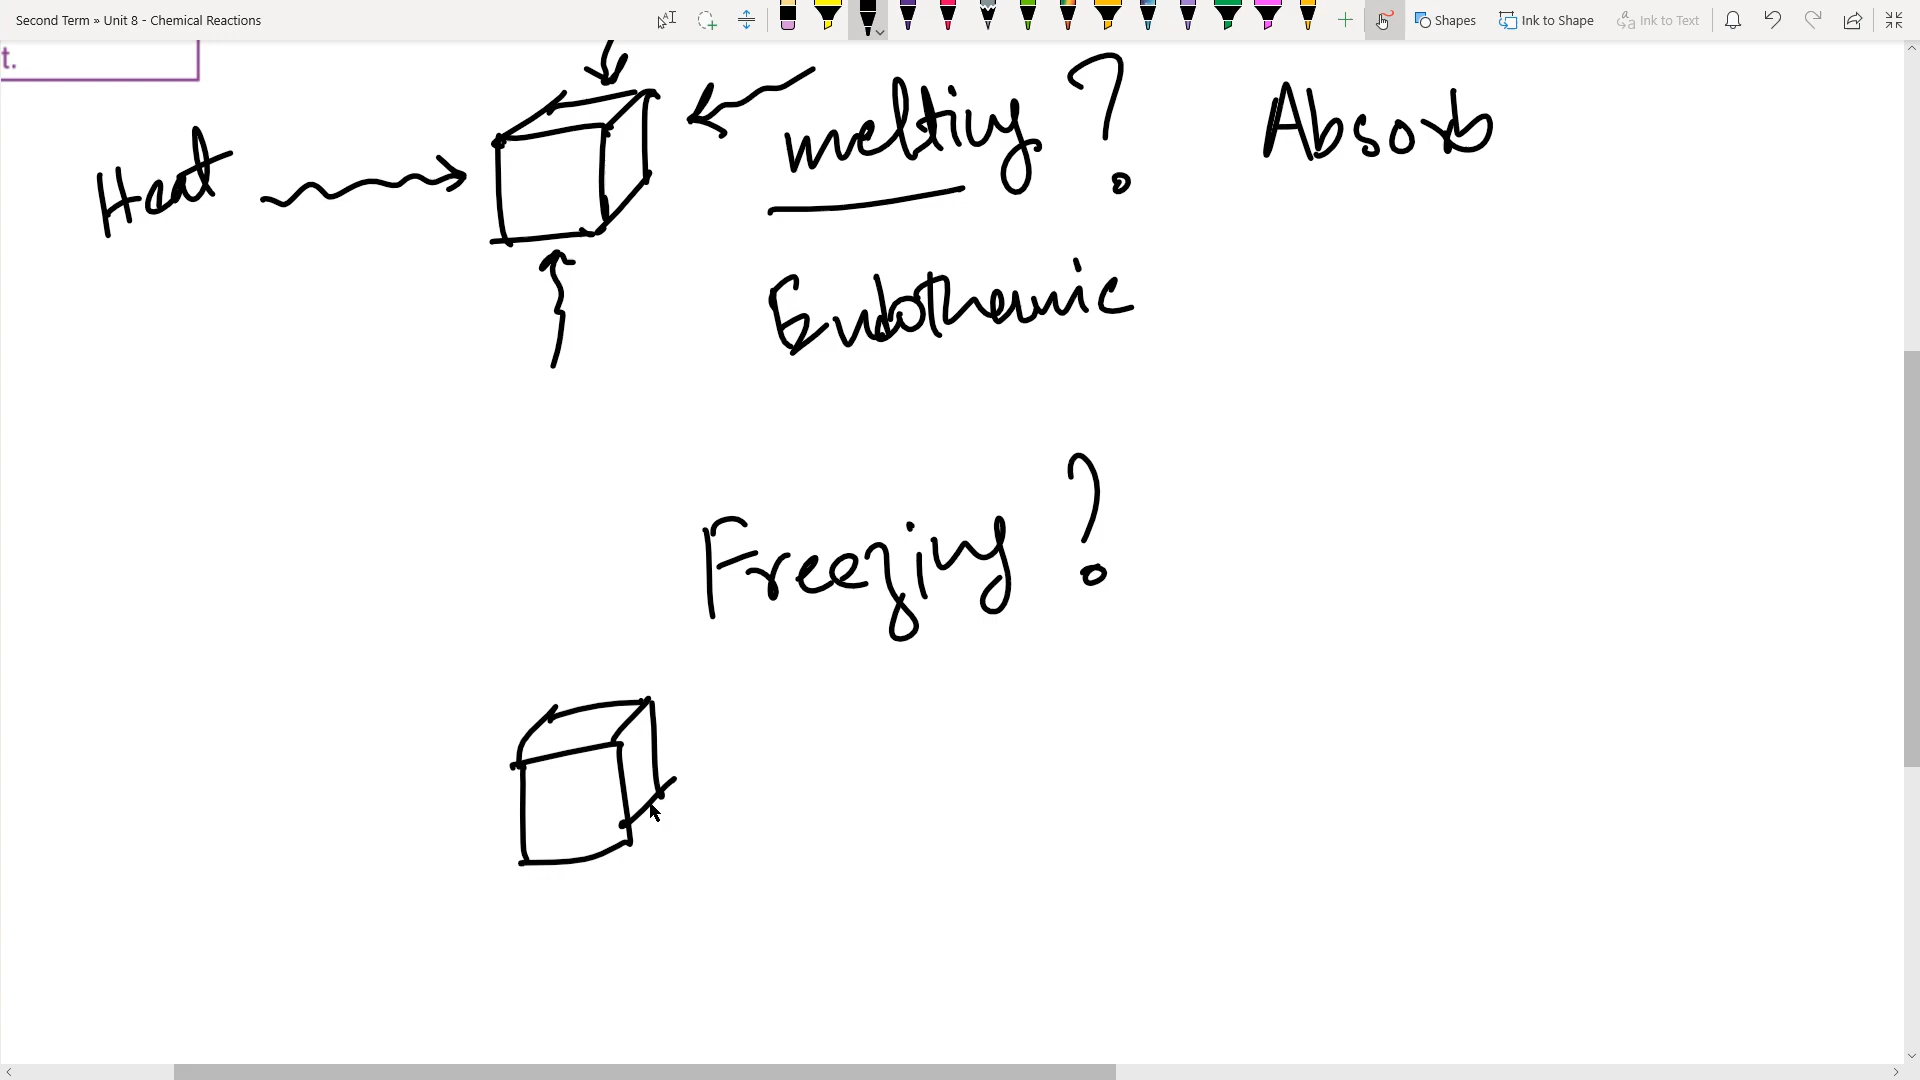 Second Term » Unit 8 - Chemical Reactions
Shapes
Ink to Shape
Ink to Text
t.
Heat
melting ?
Absorb
Endothermic
Freezing ?